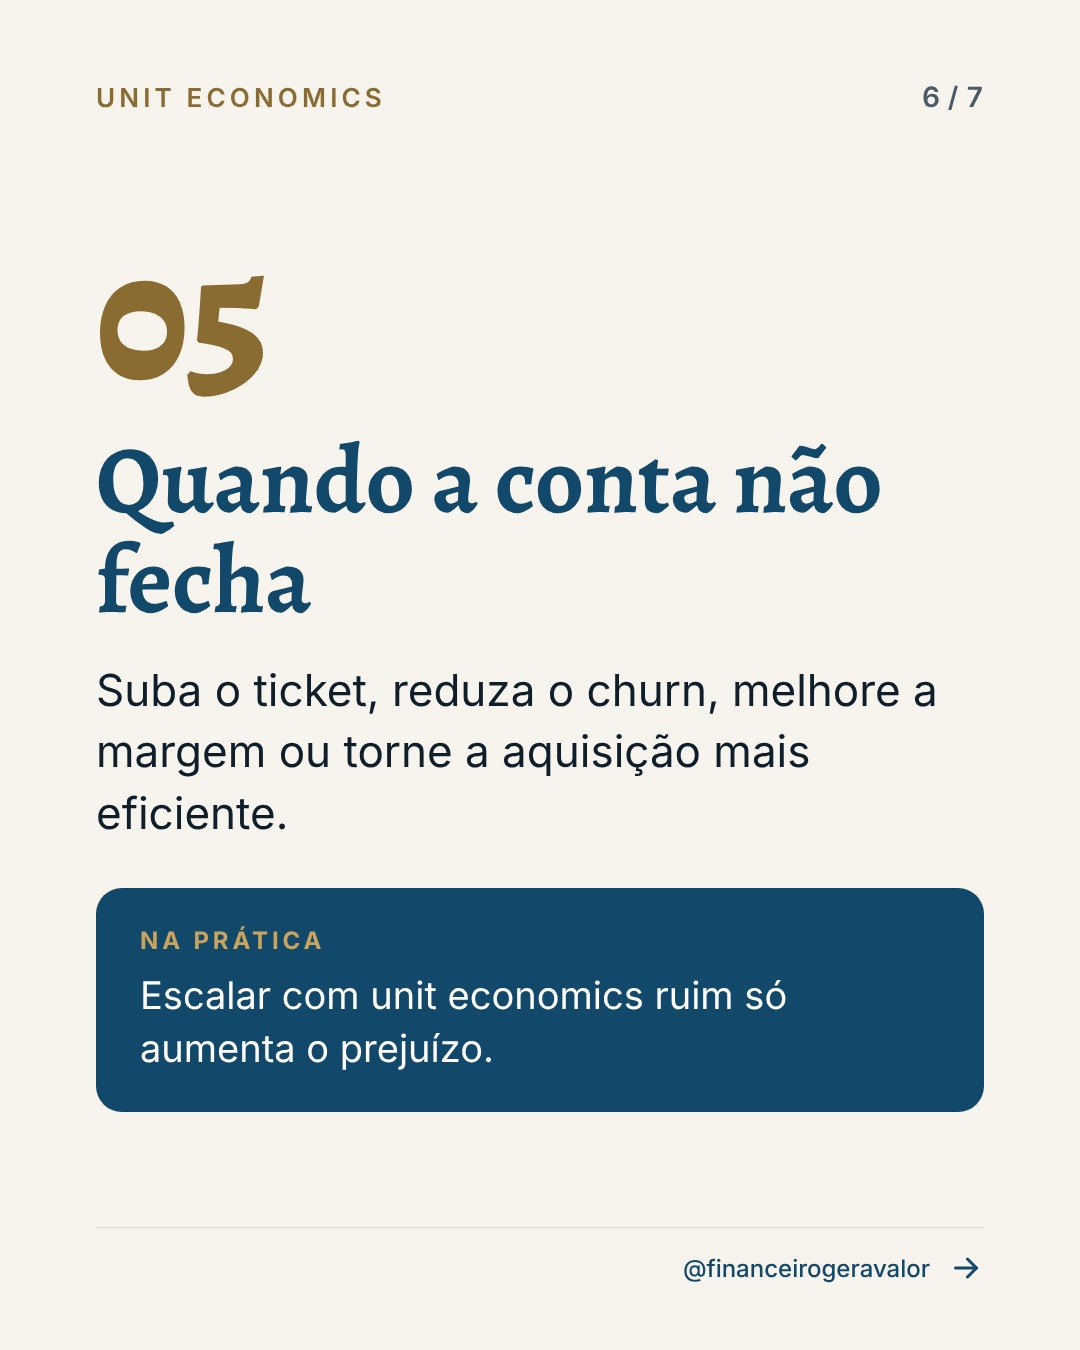 UNIT ECONOMICS
6 / 7
05
Quando a conta não
fecha
Suba o ticket, reduza o churn, melhore a
margem ou torne a aquisição mais
eficiente.
NA PRÁTICA
Escalar com unit economics ruim só
aumenta o prejuízo.
@financeirogeravalor →